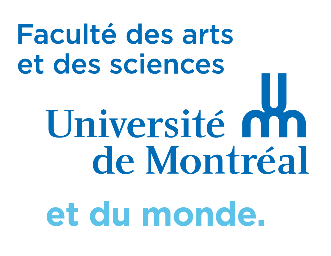 Faculté des arts
et des sciences
Université
de Montréal
et du monde.